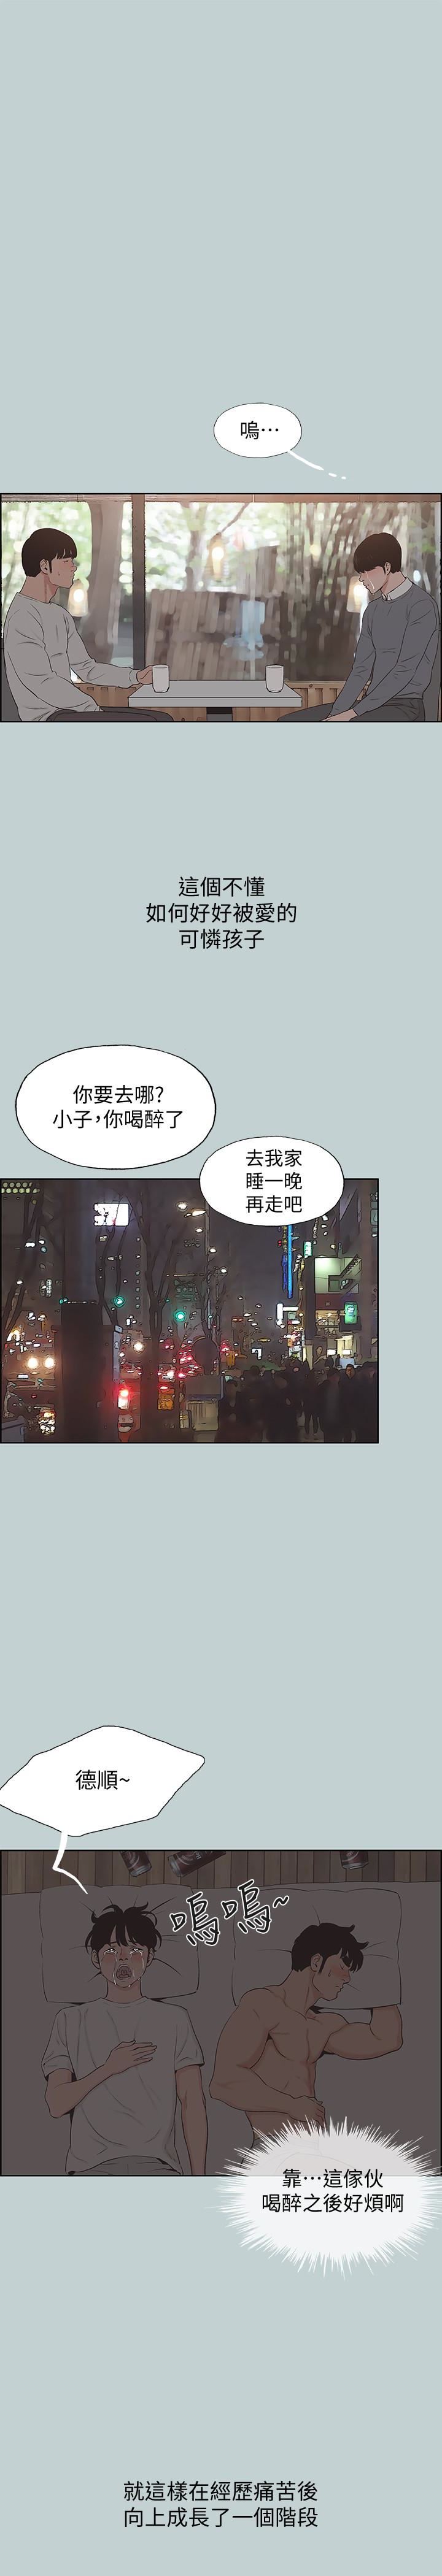 嗚…
這個不懂
如何好好被愛的
可憐孩子
你要去哪?
小子,你喝醉了
去我家
睡一晚
再走吧
德順~
嗚嗚~
靠…這傢伙
喝醉之後好煩啊
就這樣在經歷痛苦後
向上成長了一個階段